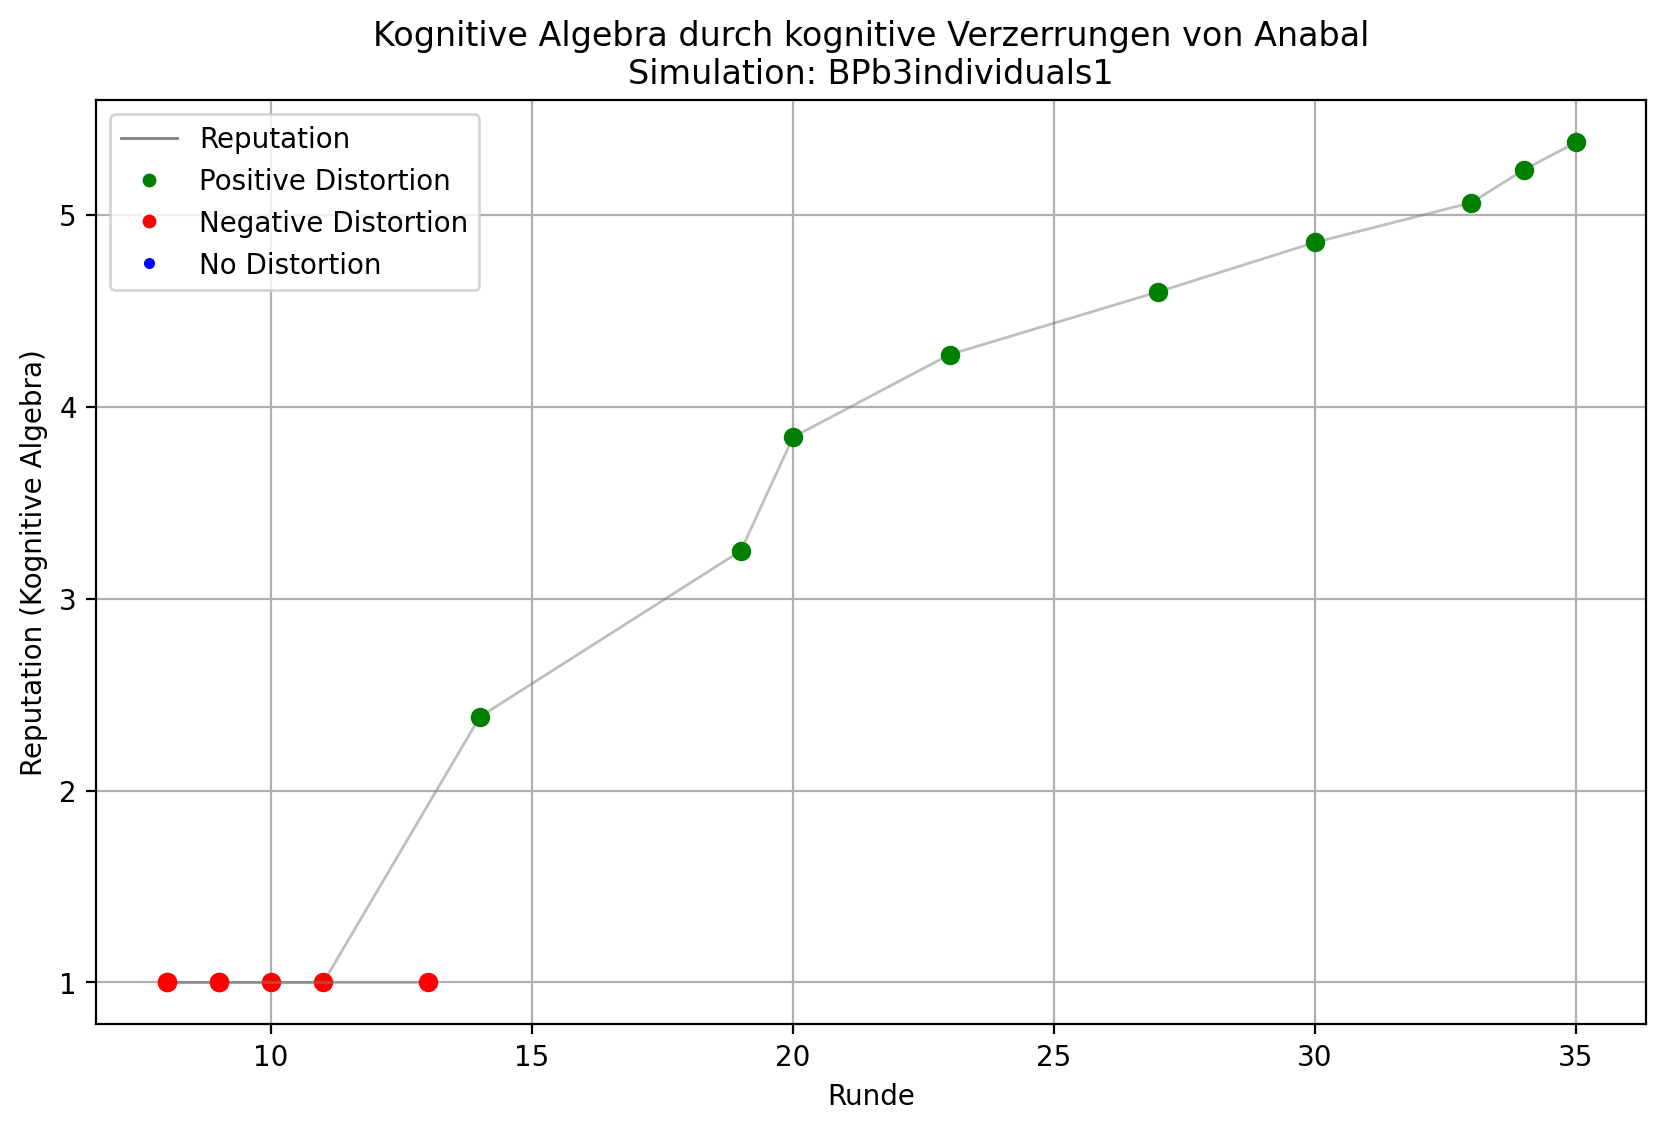 Kognitive Algebra durch kognitive Verzerrungen von Anabal
Simulation: BPb3individuals1
Reputation
Positive Distortion
Negative Distortion
No Distortion
Reputation (Kognitive Algebra)
5
4
3
2
1
10
15
20
25
30
35
Runde